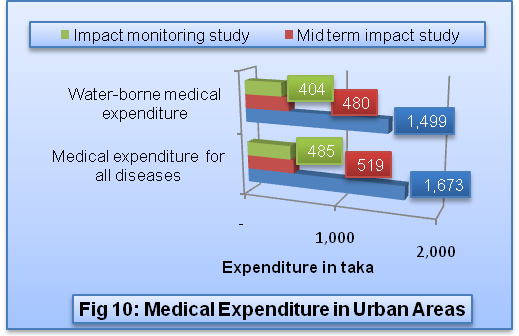 Impact monitoring study Mid term impact study
Water-borne medical
expenditure
404
480
1,499
Medical expenditure for
all diseases
485
519
1,673
- 1,000 2,000
Expenditure in taka
Fig 10: Medical Expenditure in Urban Areas